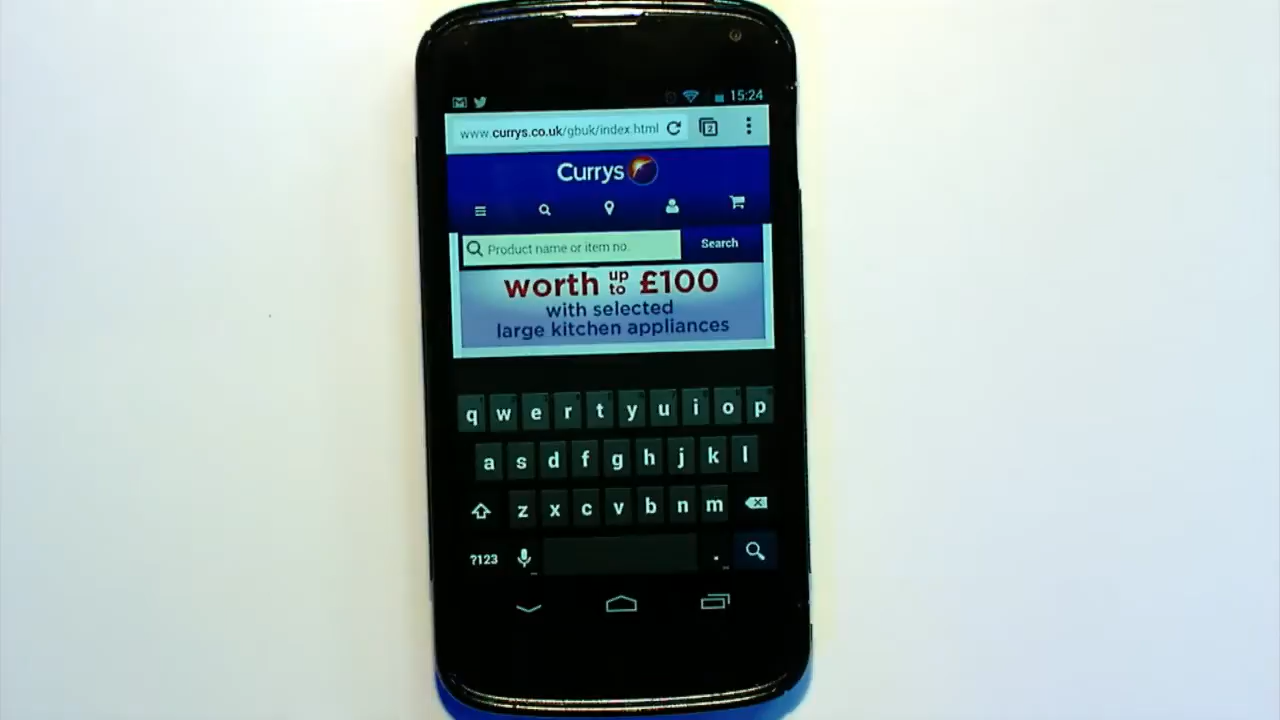 15:24
www.currys.co.uk/gbuk/index.html 2
Currys
Product name or item no. Search
worth up to £100
with selected
large kitchen appliances
q w e r t y u i o p
a s d f g h j k l
z x c v b n m
?123 .